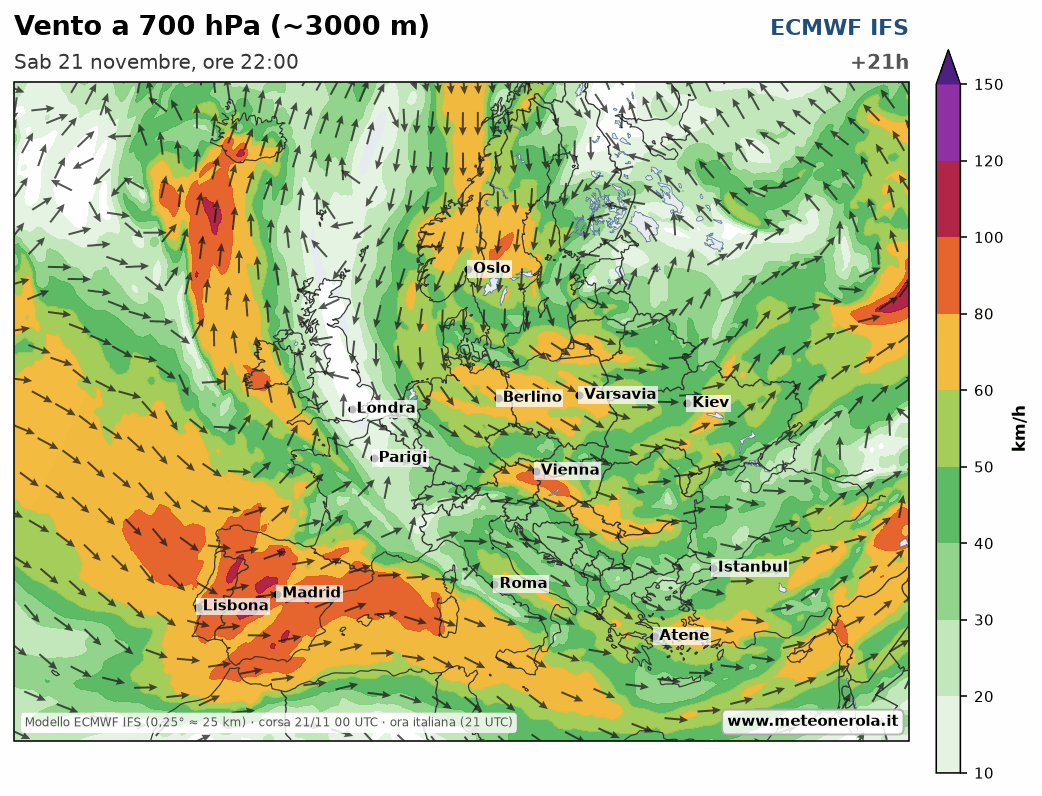 Vento a 700 hPa (~3000 m)
ECMWF IFS
Sab 21 novembre, ore 22:00
+21h
150
120
100
80
60
50
40
30
20
10
km/h
Oslo
Berlino
Varsavia
Kiev
Londra
Parigi
Vienna
Istanbul
Roma
Madrid
Lisbona
Atene
Modello ECMWF IFS (0,25° ≈ 25 km) · corsa 21/11 00 UTC · ora italiana (21 UTC)
www.meteonerola.it